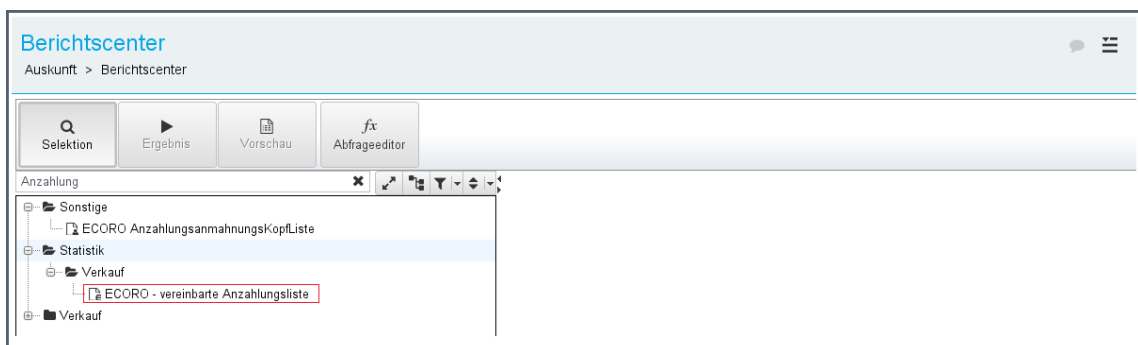 Berichtscenter
Auskunft > Berichtscenter
Selektion Ergebnis Vorschau fx Abfrageeditor
Anzahlung
Sonstige
ECORO AnzahlungsanmahnungsKopfListe
Statistik
Verkauf
ECORO - vereinbarte Anzahlungsliste
Verkauf